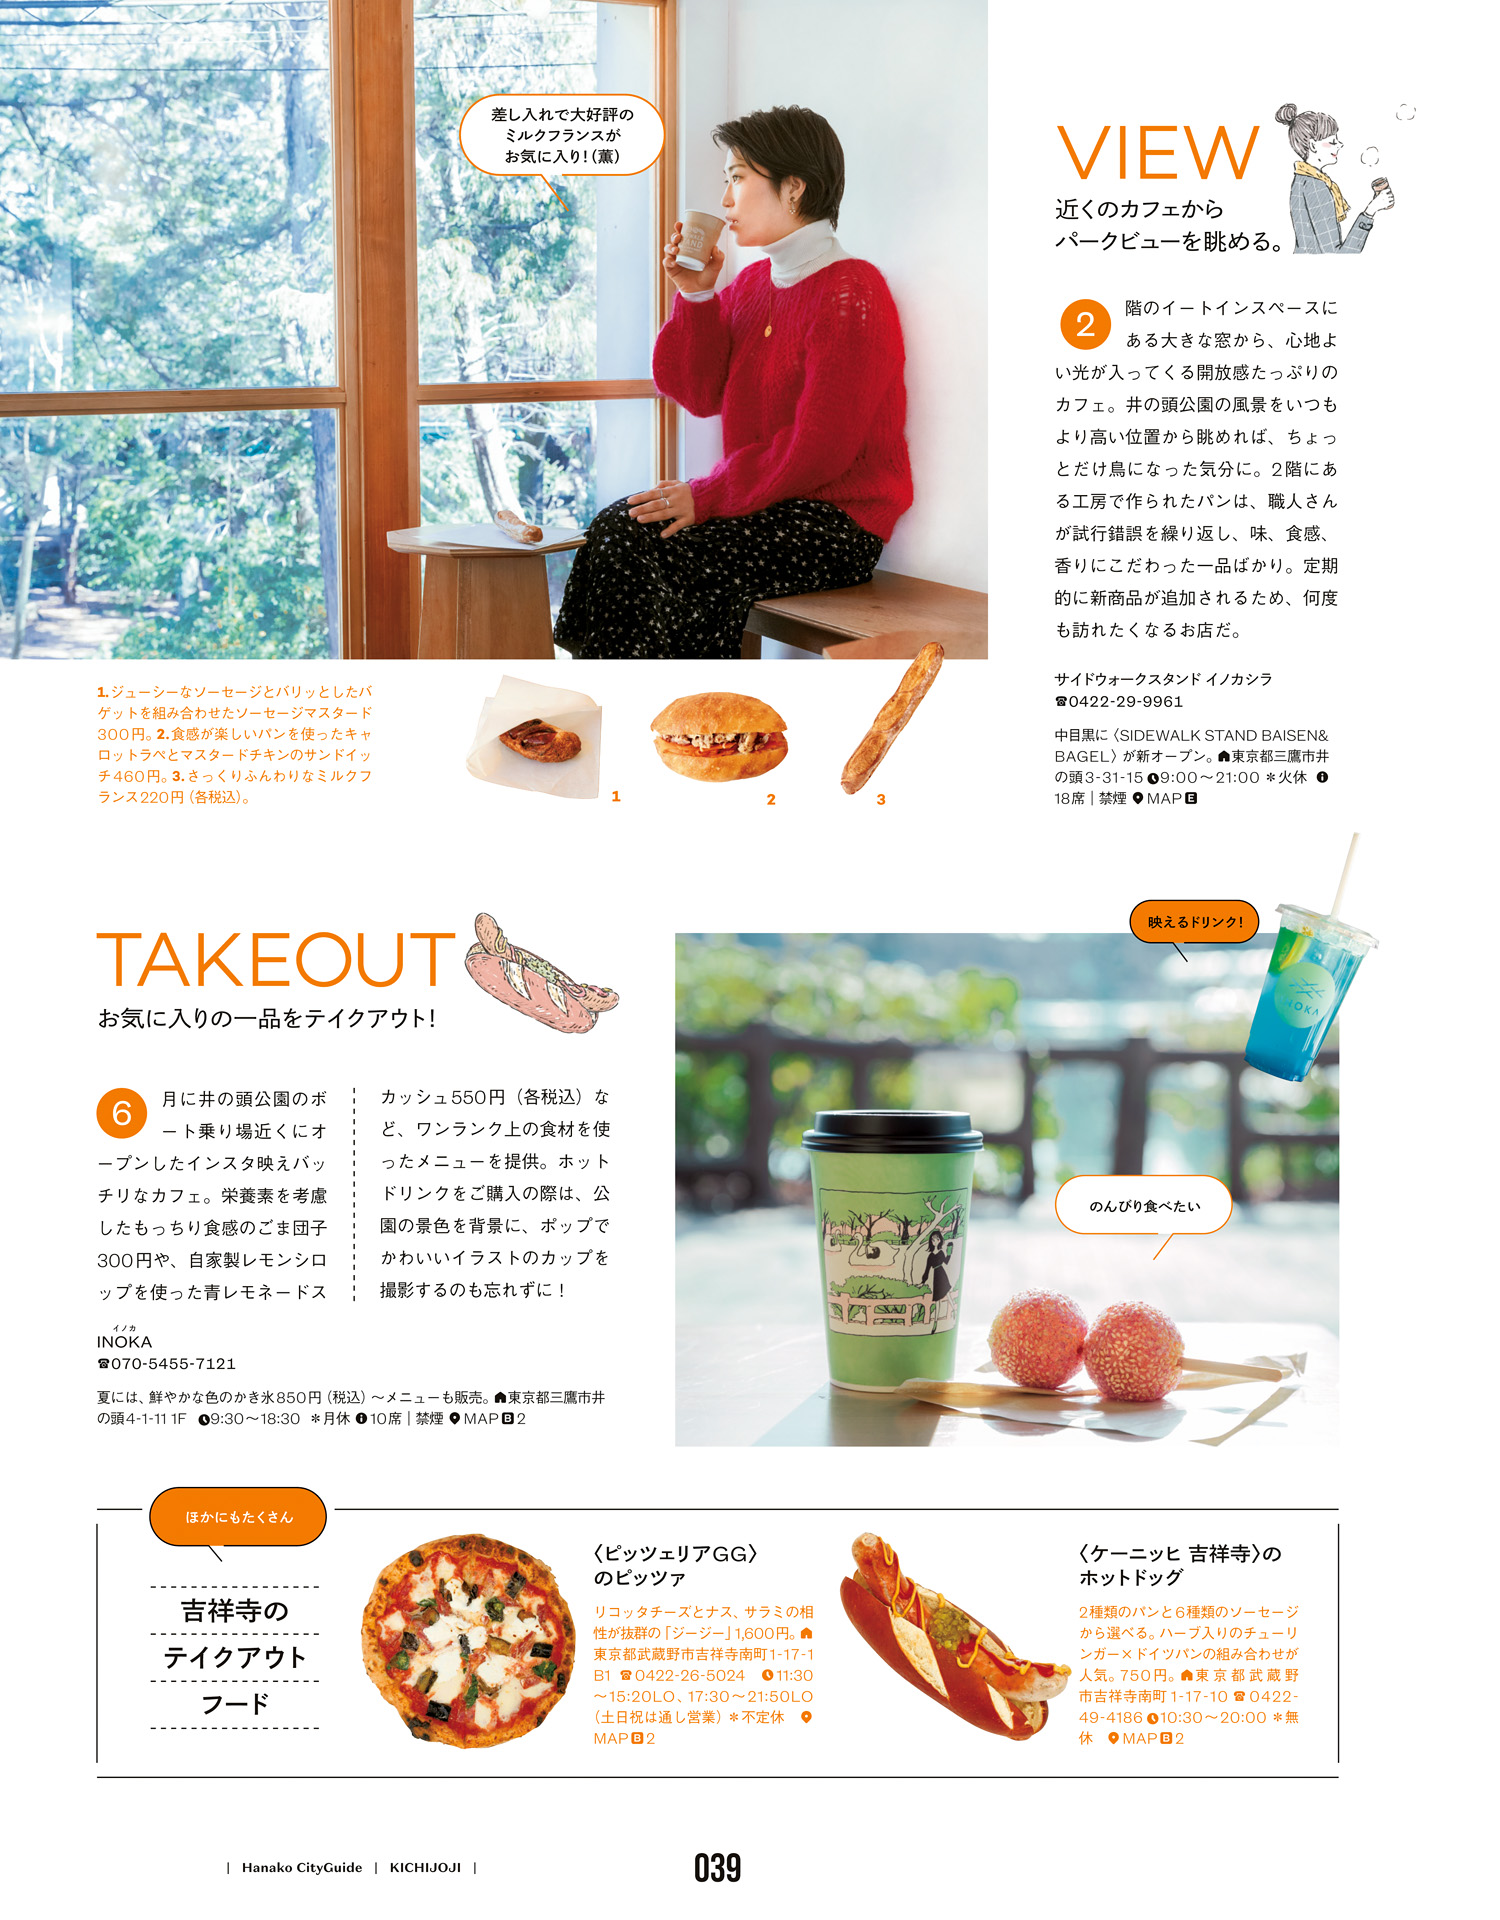 差し入れで大好評の
ミルクフランスが
お気に入り！（薫）
VIEW
近くのカフェから
パークビューを眺める。
2階のイートインスペースに
ある大きな窓から、心地よ
い光が入ってくる開放感たっぷりの
カフェ。井の頭公園の風景をいつも
より高い位置から眺めれば、ちょっ
とだけ鳥になった気分に。2階にあ
る工房で作られたパンは、職人さん
が試行錯誤を繰り返し、味、食感、
香りにこだわった一品ばかり。定期
的に新商品が追加されるため、何度
も訪れたくなるお店だ。
サイドウォークスタンド イノカシラ
☎0422-29-9961
中目黒に〈SIDEWALK STAND BAISEN&
BAGEL〉が新オープン。東京都三鷹市井
の頭3-31-15 9:00〜21:00 ＊火休
18席｜禁煙 MAP E
1.ジューシーなソーセージとバリッとしたバ
ゲットを組み合わせたソーセージマスタード
300円。2.食感が楽しいパンを使ったキャ
ロットラペとマスタードチキンのサンドイッ
チ460円。3.さっくりふんわりなミルクフ
ランス220円（各税込）。
1
2
3
TAKEOUT
お気に入りの一品をテイクアウト！
6月に井の頭公園のボ
ート乗り場近くにオ
ープンしたインスタ映えバッ
チリなカフェ。栄養素を考慮
したもっちり食感のごま団子
300円や、自家製レモンシロ
ップを使った青レモネードス
カッシュ550円（各税込）な
ど、ワンランク上の食材を使
ったメニューを提供。ホット
ドリンクをご購入の際は、公
園の景色を背景に、ポップで
かわいいイラストのカップを
撮影するのも忘れずに！
イノカ
INOKA
☎070-5455-7121
夏には、鮮やかな色のかき氷850円（税込）〜メニューも販売。東京都三鷹市井
の頭4-1-11 1F 9:30〜18:30 ＊月休 10席｜禁煙 MAP B 2
映えるドリンク！
INOKA
のんびり食べたい
ほかにもたくさん
吉祥寺の
テイクアウト
フード
〈ピッツェリアGG〉
のピッツァ
リコッタチーズとナス、サラミの相
性が抜群の「ジージー」1,600円。
東京都武蔵野市吉祥寺南町1-17-1
B1 ☎0422-26-5024 11:30
〜15:20LO、17:30〜21:50LO
（土日祝は通し営業）＊不定休
MAP B 2
〈ケーニッヒ 吉祥寺〉の
ホットドッグ
2種類のパンと6種類のソーセージ
から選べる。ハーブ入りのチューリ
ンガー×ドイツパンの組み合わせが
人気。750円。東京都武蔵野
市吉祥寺南町1-17-10 ☎0422-
49-4186 10:30〜20:00 ＊無
休 MAP B 2
| Hanako CityGuide | KICHIJOJI |
039